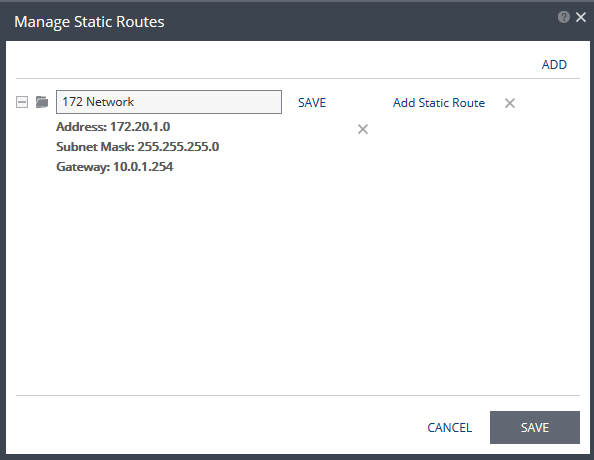 Manage Static Routes
ADD
172 Network SAVE Add Static Route
Address: 172.20.1.0
Subnet Mask: 255.255.255.0
Gateway: 10.0.1.254
CANCEL SAVE